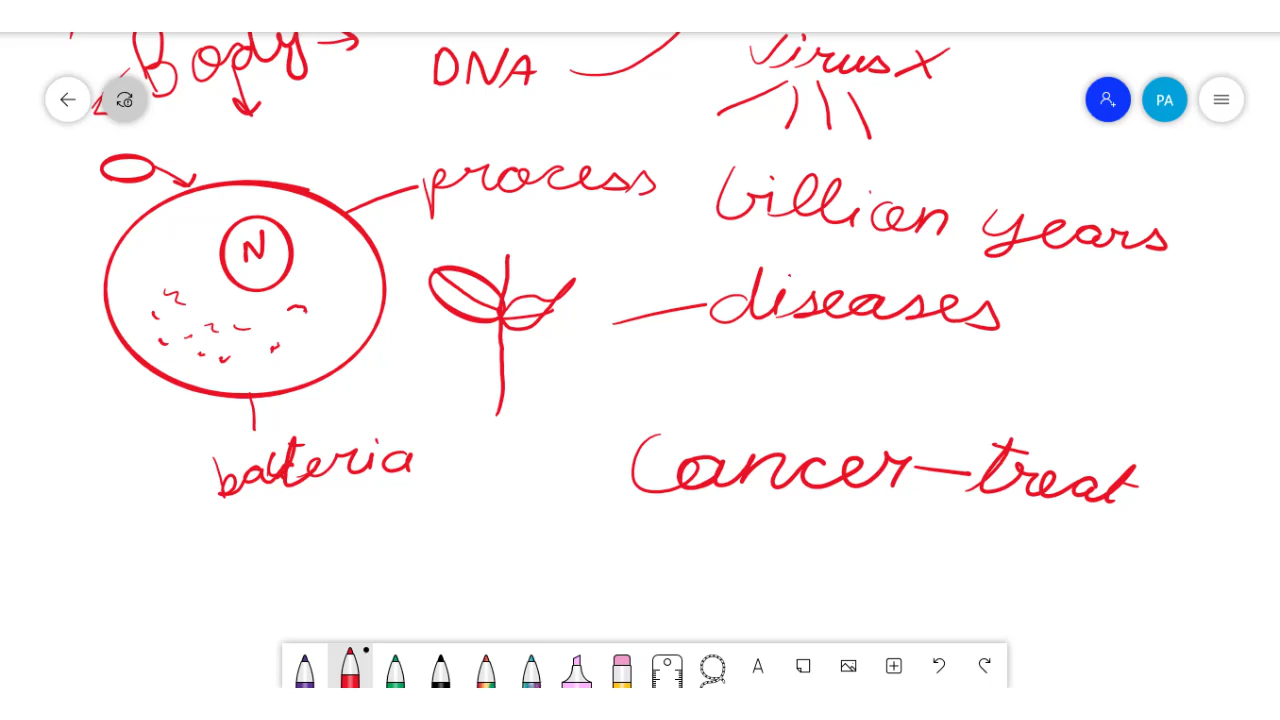 Body
DNA
Virus X
process
N
billion years
diseases
bacteria
Cancer - treat
PA
A